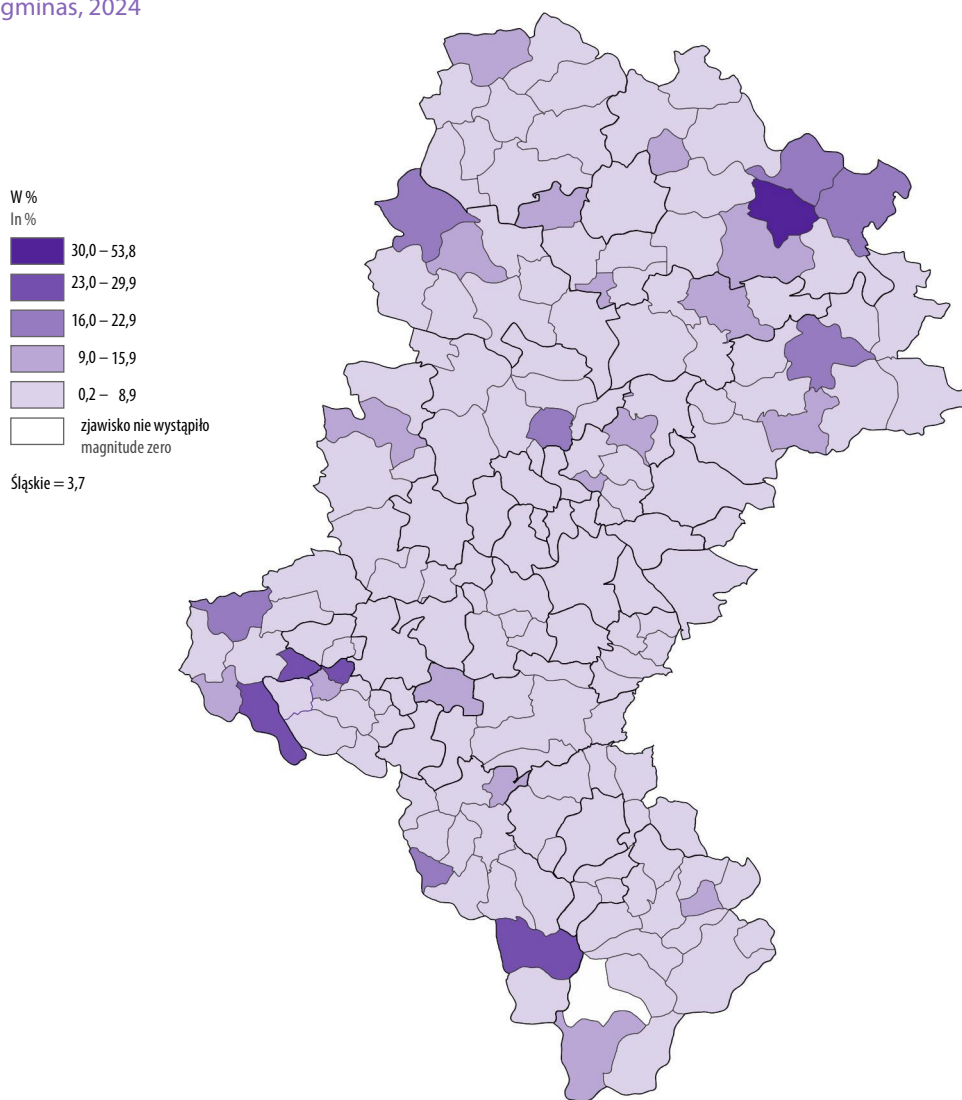 gminas, 2024
W %
In %
30,0 – 53,8
23,0 – 29,9
16,0 – 22,9
9,0 – 15,9
0,2 – 8,9
zjawisko nie wystąpiło
magnitude zero
Śląskie = 3,7